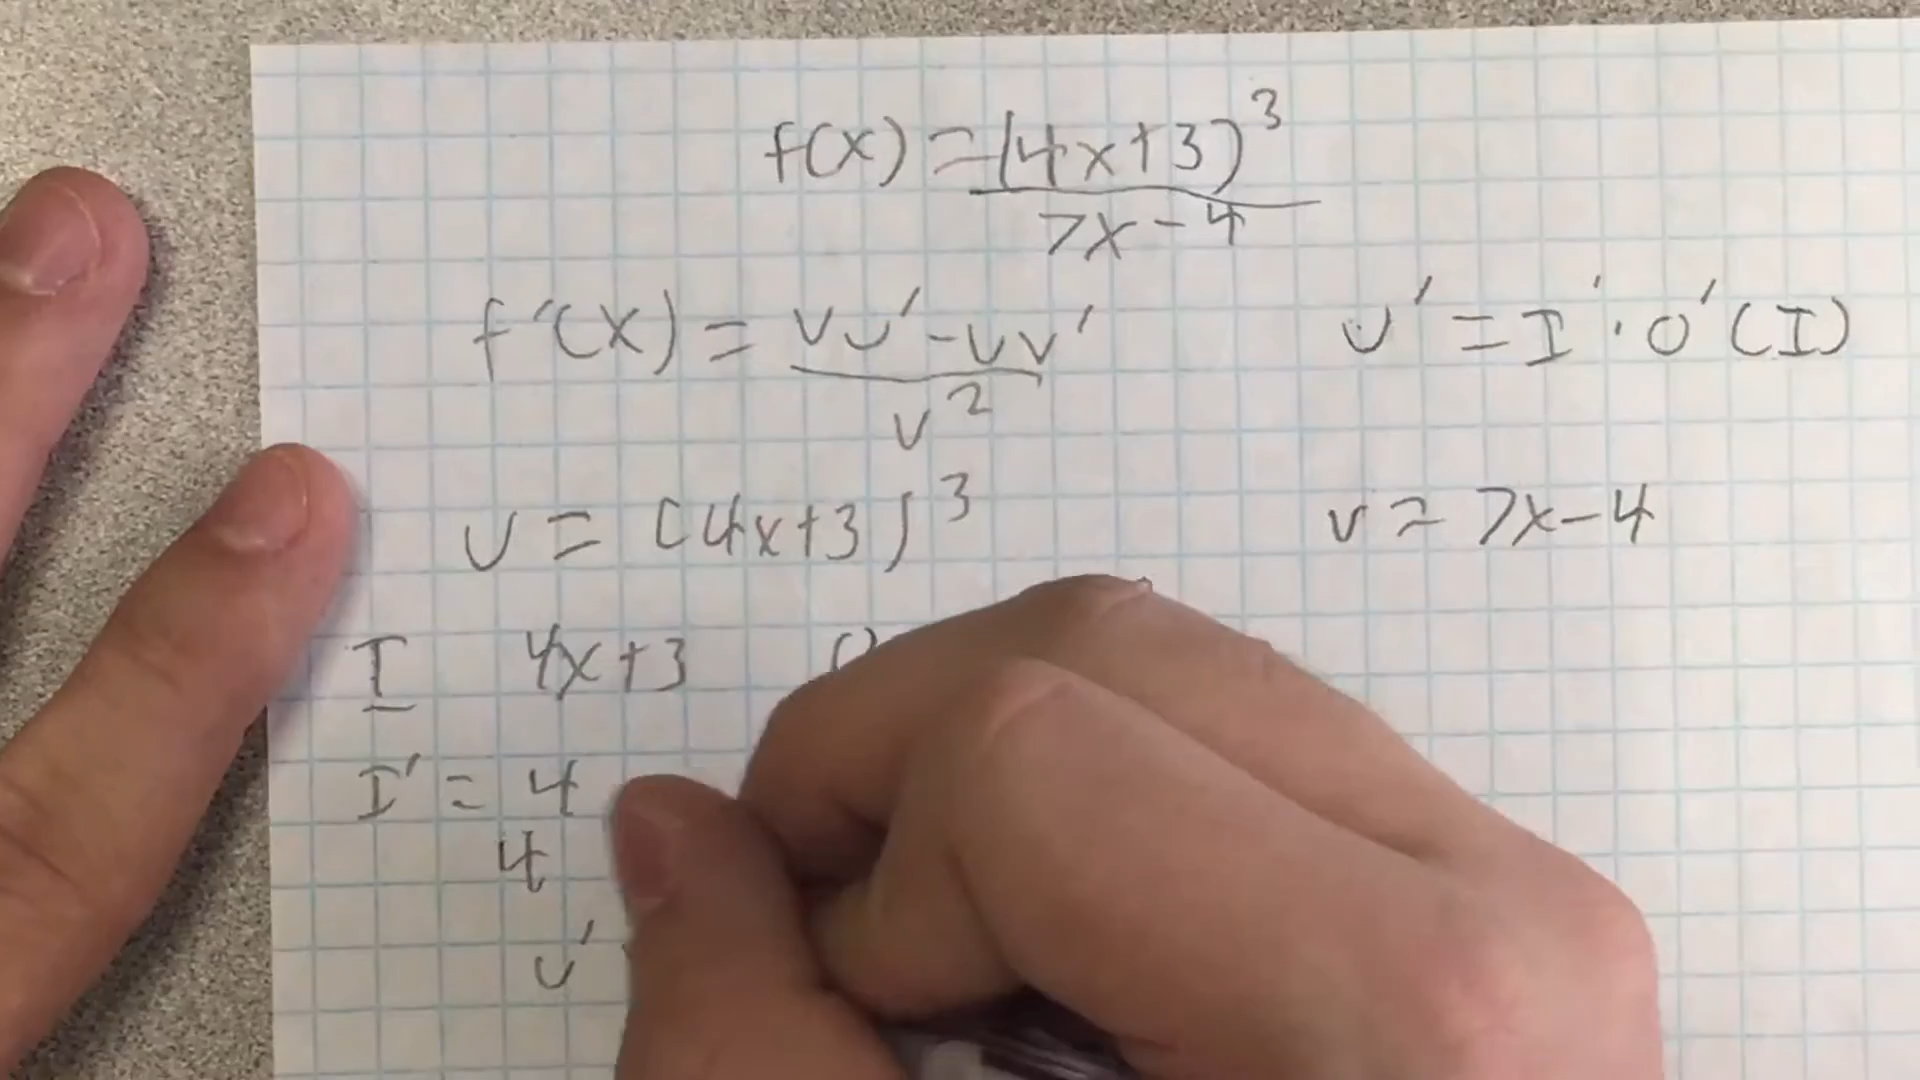 f(x) = (4x+3)^3 / 7x-4
f'(x) = vu'-uv' / v^2    u' = I'·O'(I)
u = (4x+3)^3    v = 7x-4
I    4x+3    O
I' = 4
4
u'